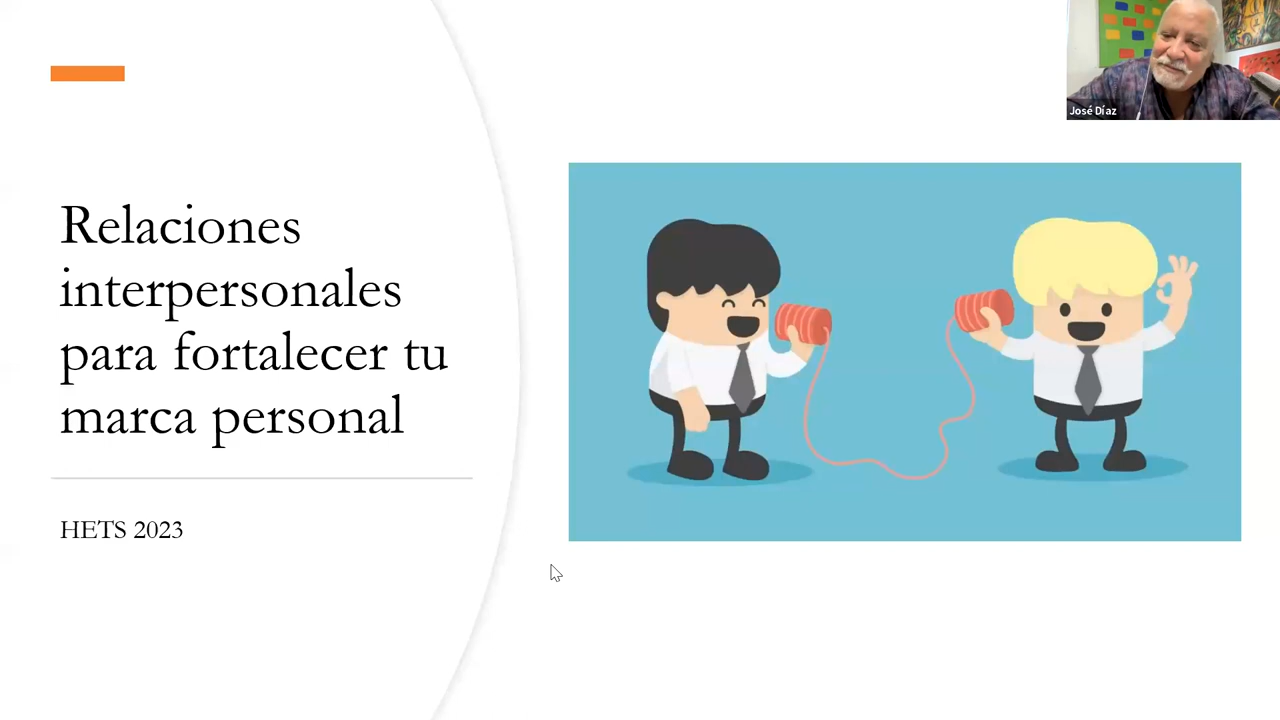 Relaciones
interpersonales
para fortalecer tu
marca personal
HETS 2023
José Díaz